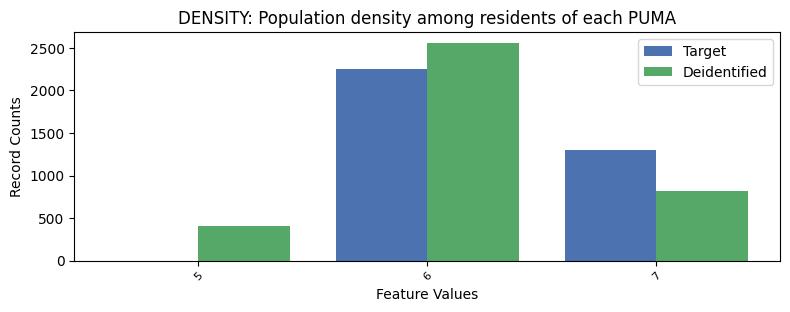 DENSITY: Population density among residents of each PUMA
Target
Deidentified
Record Counts
2500
2000
1500
1000
500
0
5
6
7
Feature Values